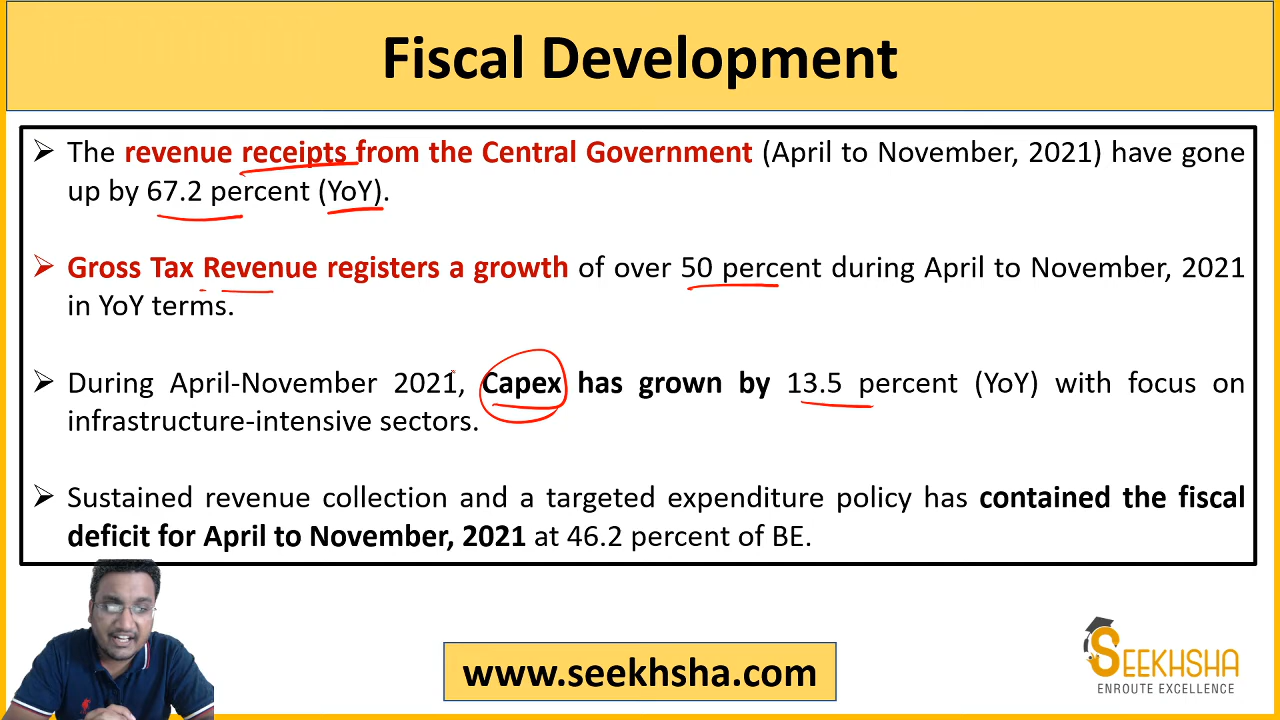 Fiscal Development
➢ The revenue receipts from the Central Government (April to November, 2021) have gone
up by 67.2 percent (YoY).
➢ Gross Tax Revenue registers a growth of over 50 percent during April to November, 2021
in YoY terms.
➢ During April-November 2021, Capex has grown by 13.5 percent (YoY) with focus on
infrastructure-intensive sectors.
➢ Sustained revenue collection and a targeted expenditure policy has contained the fiscal
deficit for April to November, 2021 at 46.2 percent of BE.
www.seekhsha.com
SEEKHSHA
ENROUTE EXCELLENCE